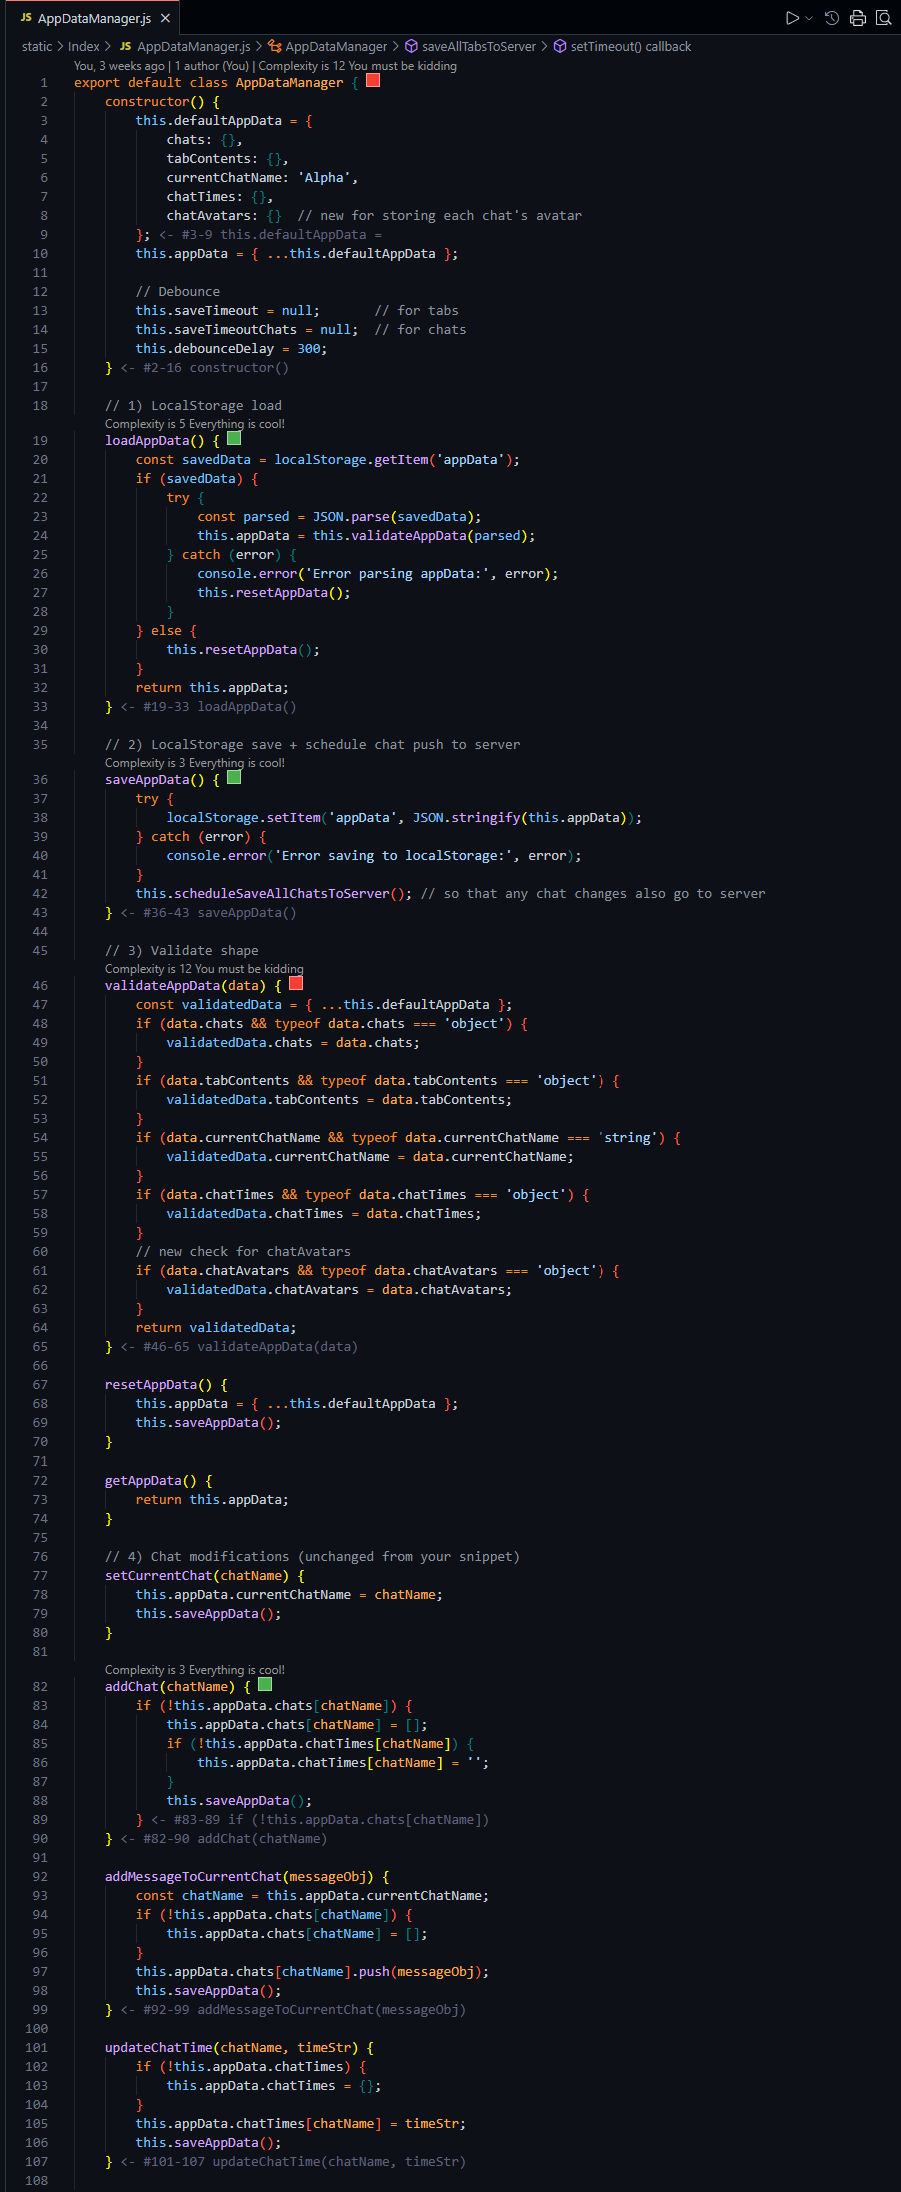 JS AppDataManager.js ×
static > Index > JS AppDataManager.js > AppDataManager > saveAllTabsToServer > setTimeout() callback
You, 3 weeks ago | 1 author (You) | Complexity is 12 You must be kidding
1 export default class AppDataManager {
2     constructor() {
3         this.defaultAppData = {
4             chats: {},
5             tabContents: {},
6             currentChatName: 'Alpha',
7             chatTimes: {},
8             chatAvatars: {}  // new for storing each chat's avatar
9         }; <- #3-9 this.defaultAppData =
10         this.appData = { ...this.defaultAppData };
11
12         // Debounce
13         this.saveTimeout = null;       // for tabs
14         this.saveTimeoutChats = null;  // for chats
15         this.debounceDelay = 300;
16     } <- #2-16 constructor()
17
18     // 1) LocalStorage load
Complexity is 5 Everything is cool!
19     loadAppData() {
20         const savedData = localStorage.getItem('appData');
21         if (savedData) {
22             try {
23                 const parsed = JSON.parse(savedData);
24                 this.appData = this.validateAppData(parsed);
25             } catch (error) {
26                 console.error('Error parsing appData:', error);
27                 this.resetAppData();
28             }
29         } else {
30             this.resetAppData();
31         }
32         return this.appData;
33     } <- #19-33 loadAppData()
34
35     // 2) LocalStorage save + schedule chat push to server
Complexity is 3 Everything is cool!
36     saveAppData() {
37         try {
38             localStorage.setItem('appData', JSON.stringify(this.appData));
39         } catch (error) {
40             console.error('Error saving to localStorage:', error);
41         }
42         this.scheduleSaveAllChatsToServer(); // so that any chat changes also go to server
43     } <- #36-43 saveAppData()
44
45     // 3) Validate shape
Complexity is 12 You must be kidding
46     validateAppData(data) {
47         const validatedData = { ...this.defaultAppData };
48         if (data.chats && typeof data.chats === 'object') {
49             validatedData.chats = data.chats;
50         }
51         if (data.tabContents && typeof data.tabContents === 'object') {
52             validatedData.tabContents = data.tabContents;
53         }
54         if (data.currentChatName && typeof data.currentChatName === 'string') {
55             validatedData.currentChatName = data.currentChatName;
56         }
57         if (data.chatTimes && typeof data.chatTimes === 'object') {
58             validatedData.chatTimes = data.chatTimes;
59         }
60         // new check for chatAvatars
61         if (data.chatAvatars && typeof data.chatAvatars === 'object') {
62             validatedData.chatAvatars = data.chatAvatars;
63         }
64         return validatedData;
65     } <- #46-65 validateAppData(data)
66
67     resetAppData() {
68         this.appData = { ...this.defaultAppData };
69         this.saveAppData();
70     }
71
72     getAppData() {
73         return this.appData;
74     }
75
76     // 4) Chat modifications (unchanged from your snippet)
77     setCurrentChat(chatName) {
78         this.appData.currentChatName = chatName;
79         this.saveAppData();
80     }
81
Complexity is 3 Everything is cool!
82     addChat(chatName) {
83         if (!this.appData.chats[chatName]) {
84             this.appData.chats[chatName] = [];
85             if (!this.appData.chatTimes[chatName]) {
86                 this.appData.chatTimes[chatName] = '';
87             }
88             this.saveAppData();
89         } <- #83-89 if (!this.appData.chats[chatName])
90     } <- #82-90 addChat(chatName)
91
92     addMessageToCurrentChat(messageObj) {
93         const chatName = this.appData.currentChatName;
94         if (!this.appData.chats[chatName]) {
95             this.appData.chats[chatName] = [];
96         }
97         this.appData.chats[chatName].push(messageObj);
98         this.saveAppData();
99     } <- #92-99 addMessageToCurrentChat(messageObj)
100
101     updateChatTime(chatName, timeStr) {
102         if (!this.appData.chatTimes) {
103             this.appData.chatTimes = {};
104         }
105         this.appData.chatTimes[chatName] = timeStr;
106         this.saveAppData();
107     } <- #101-107 updateChatTime(chatName, timeStr)
108